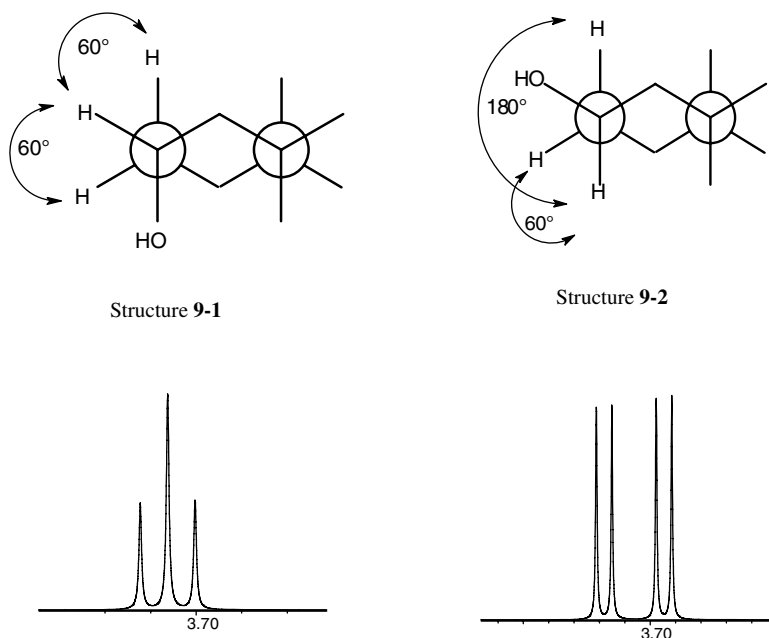 60°
H
H
60°
H
HO
H
HO
180°
H
H
60°
Structure 9-1
Structure 9-2
3.70
3.70